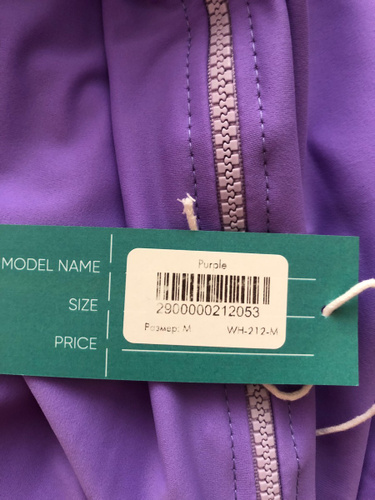 Purple
MODEL NAME
2900000212053
SIZE
Размер: M WH-212-M
PRICE